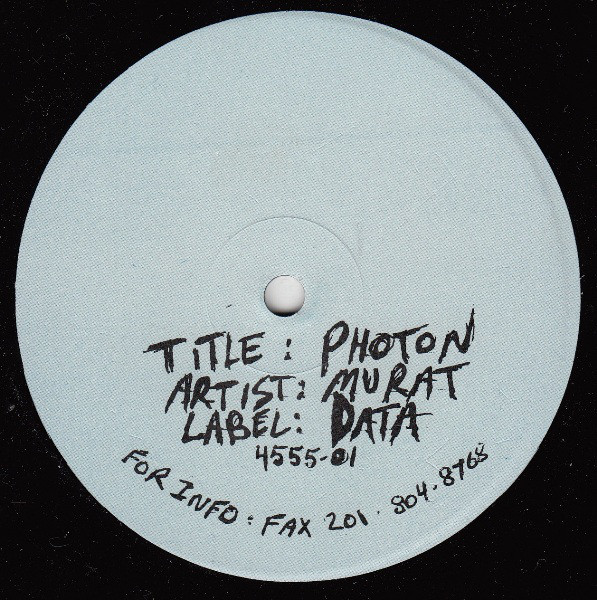 TITLE: PHOTON
ARTIST: MURAT
LABEL: DATA
4555-01
FOR INFO: FAX 201. 804.8768